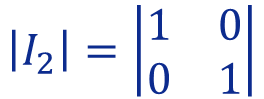 |I₂| = |1 0|
|0 1|